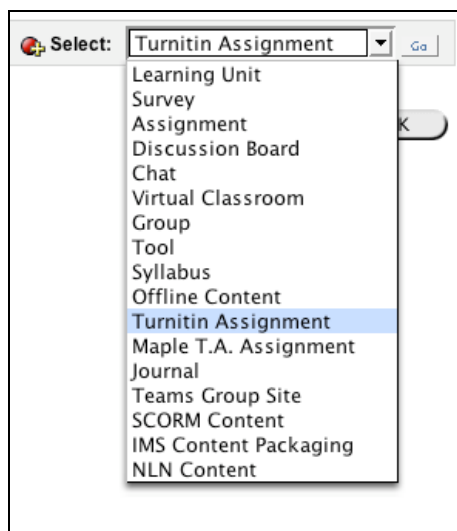 Select: Turnitin Assignment Go
Learning Unit
Survey
Assignment
Discussion Board
K
Chat
Virtual Classroom
Group
Tool
Syllabus
Offline Content
Turnitin Assignment
Maple T.A. Assignment
Journal
Teams Group Site
SCORM Content
IMS Content Packaging
NLN Content